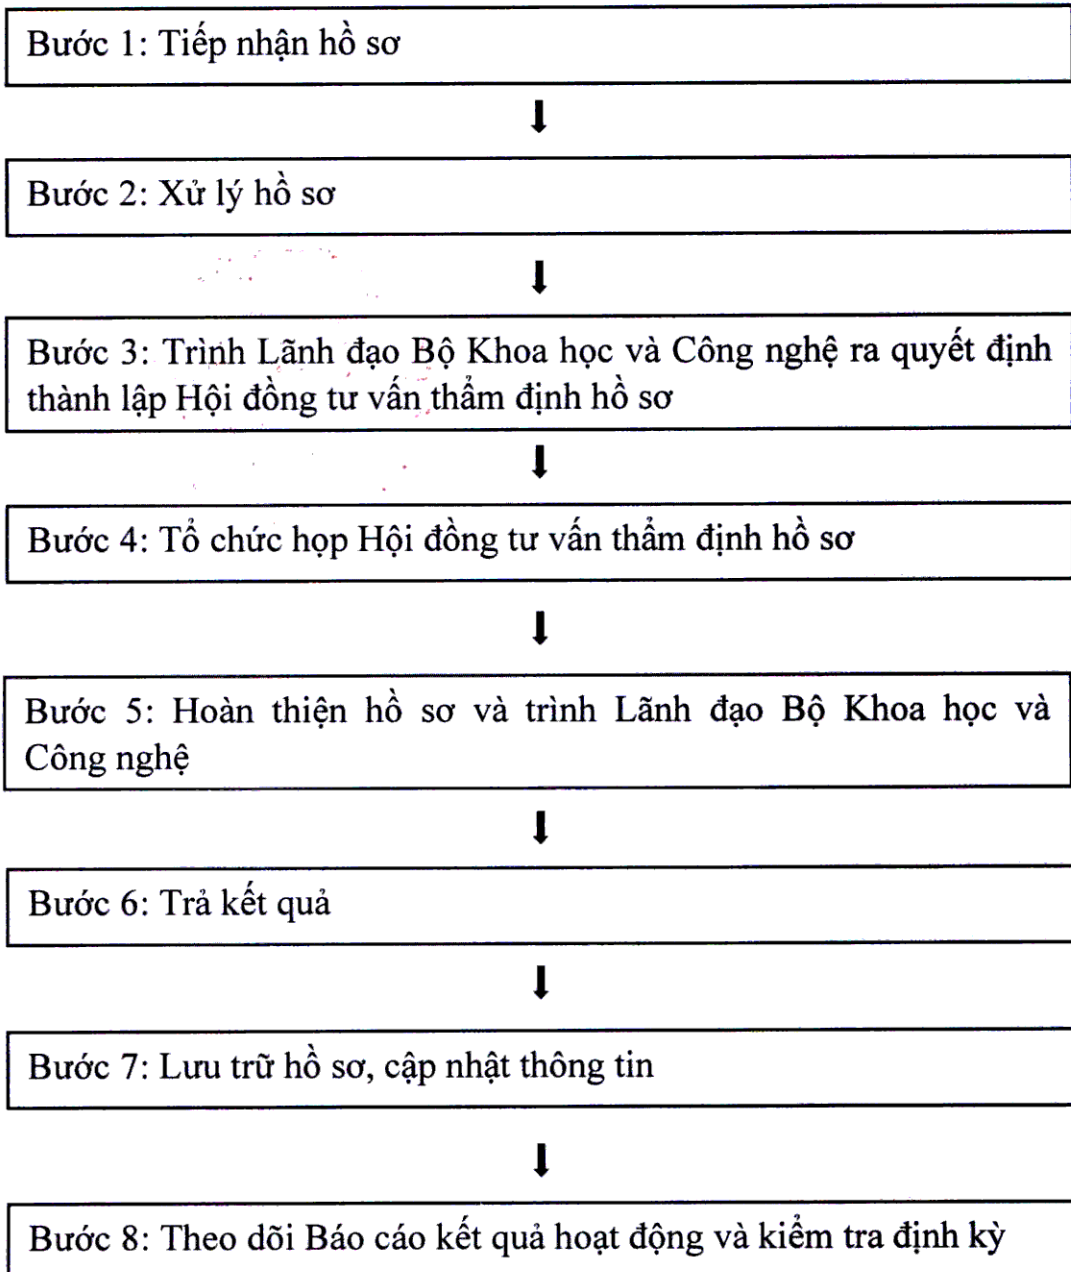 Bước 1: Tiếp nhận hồ sơ
Bước 2: Xử lý hồ sơ
Bước 3: Trình Lãnh đạo Bộ Khoa học và Công nghệ ra quyết định
thành lập Hội đồng tư vấn thẩm định hồ sơ
Bước 4: Tổ chức họp Hội đồng tư vấn thẩm định hồ sơ
Bước 5: Hoàn thiện hồ sơ và trình Lãnh đạo Bộ Khoa học và
Công nghệ
Bước 6: Trả kết quả
Bước 7: Lưu trữ hồ sơ, cập nhật thông tin
Bước 8: Theo dõi Báo cáo kết quả hoạt động và kiểm tra định kỳ